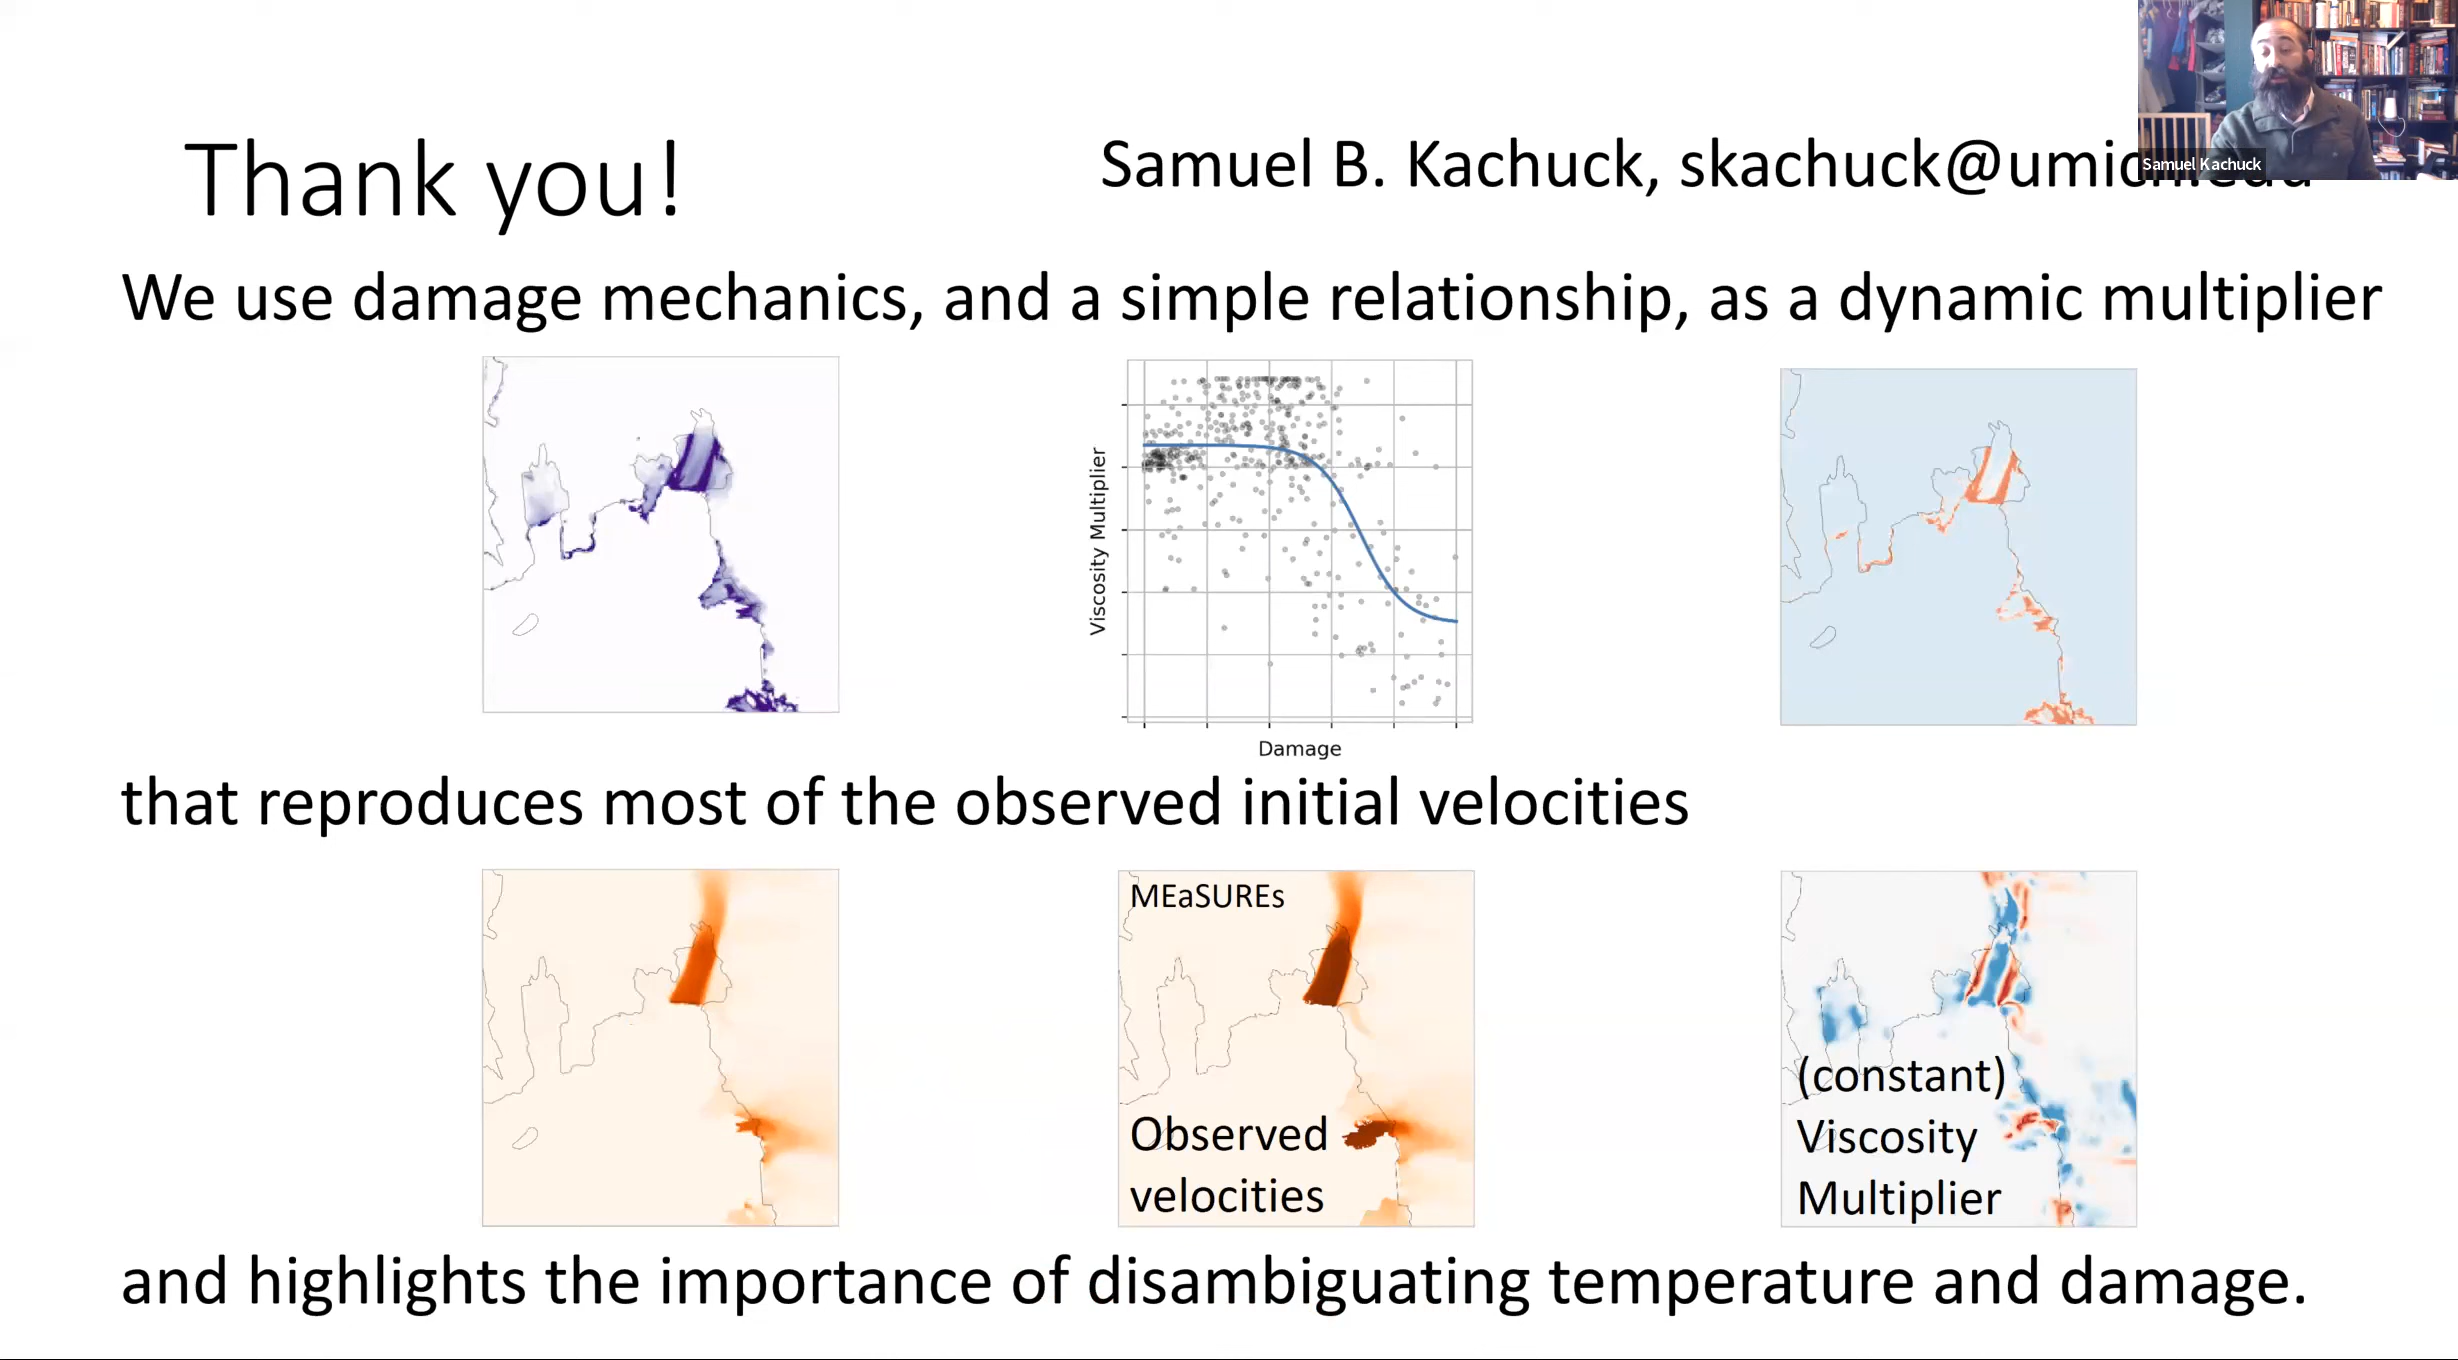 Thank you!
Samuel B. Kachuck, skachuck@umich.edu
Samuel Kachuck
We use damage mechanics, and a simple relationship, as a dynamic multiplier
Viscosity Multiplier
Damage
that reproduces most of the observed initial velocities
MEaSUREs
Observed
velocities
(constant)
Viscosity
Multiplier
and highlights the importance of disambiguating temperature and damage.